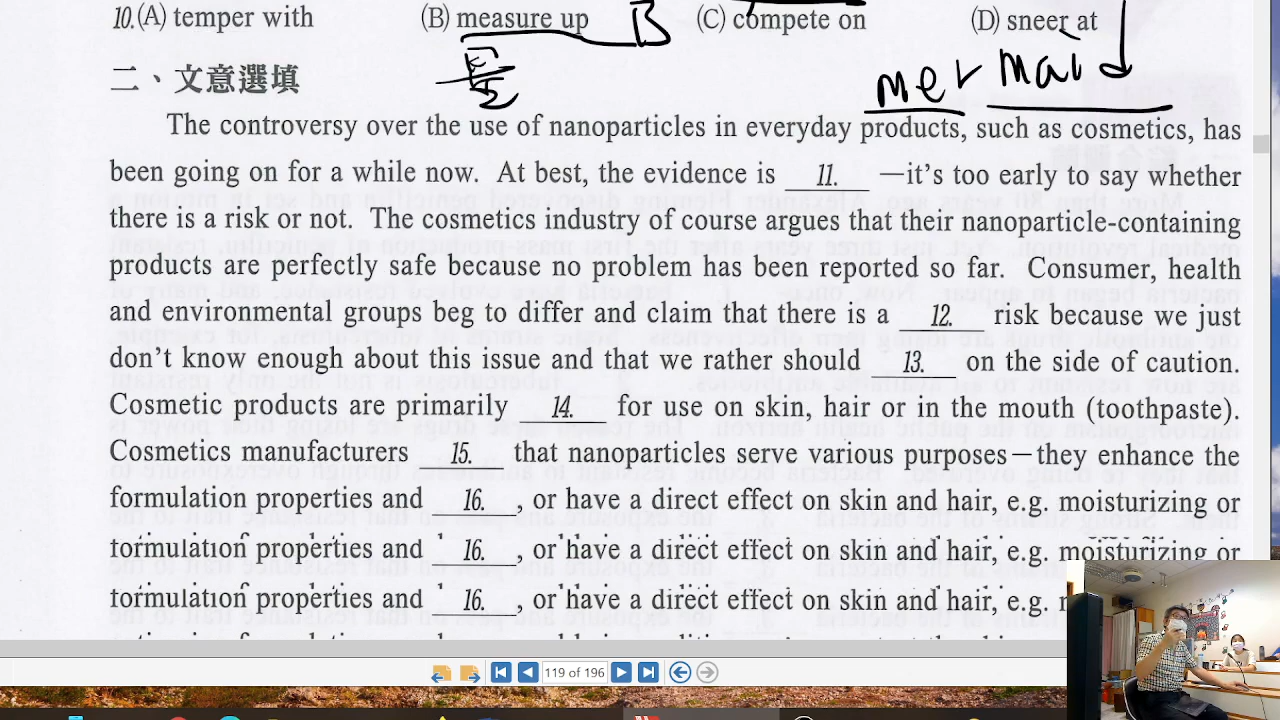 10.(A) temper with (B) measure up B (C) compete on (D) sneer at
量
mermaid
二、文意選填
The controversy over the use of nanoparticles in everyday products, such as cosmetics, has
been going on for a while now. At best, the evidence is 11. —it's too early to say whether
there is a risk or not. The cosmetics industry of course argues that their nanoparticle-containing
products are perfectly safe because no problem has been reported so far. Consumer, health
and environmental groups beg to differ and claim that there is a 12. risk because we just
don't know enough about this issue and that we rather should 13. on the side of caution.
Cosmetic products are primarily 14. for use on skin, hair or in the mouth (toothpaste).
Cosmetics manufacturers 15. that nanoparticles serve various purposes—they enhance the
formulation properties and 16. , or have a direct effect on skin and hair, e.g. moisturizing or
formulation properties and 16. , or have a direct effect on skin and hair, e.g. moisturizing or
formulation properties and 16. , or have a direct effect on skin and hair, e.g.
119 of 196